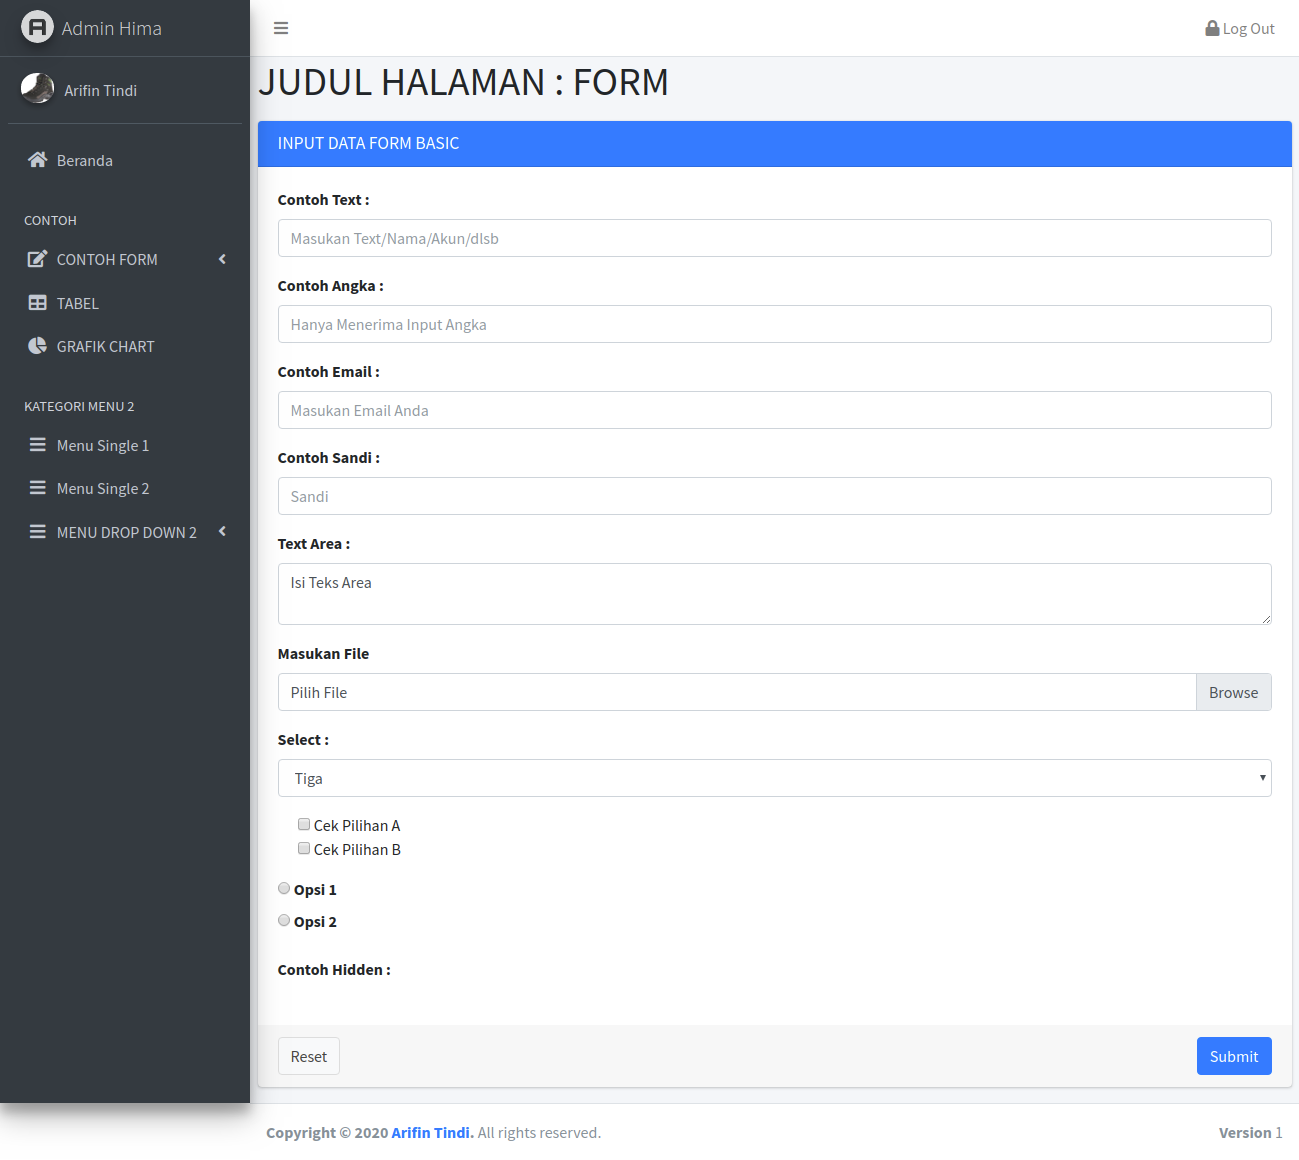 Admin Hima
Log Out
Arifin Tindi
Beranda
CONTOH
CONTOH FORM
TABEL
GRAFIK CHART
KATEGORI MENU 2
Menu Single 1
Menu Single 2
MENU DROP DOWN 2
JUDUL HALAMAN : FORM
INPUT DATA FORM BASIC
Contoh Text :
Masukan Text/Nama/Akun/dlsb
Contoh Angka :
Hanya Menerima Input Angka
Contoh Email :
Masukan Email Anda
Contoh Sandi :
Sandi
Text Area :
Isi Teks Area
Masukan File
Pilih File Browse
Select :
Tiga
Cek Pilihan A
Cek Pilihan B
Opsi 1
Opsi 2
Contoh Hidden :
Reset Submit
Copyright © 2020 Arifin Tindi. All rights reserved. Version 1